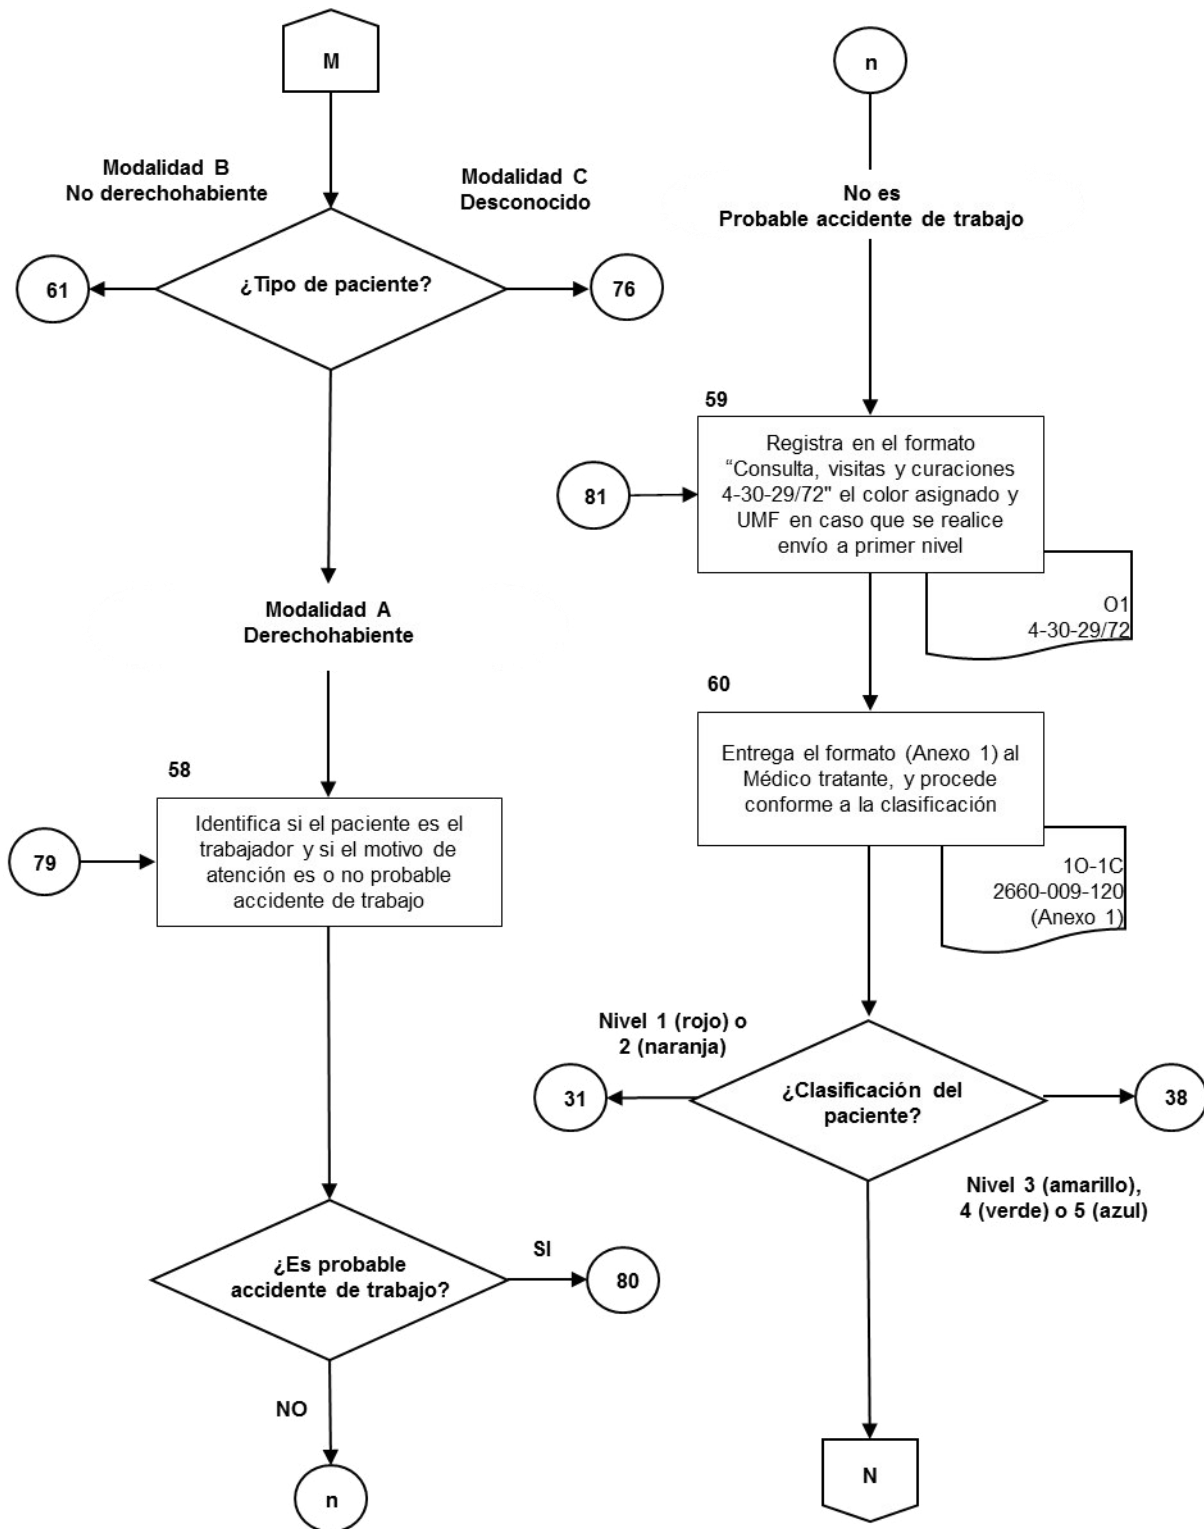 M
Modalidad B
No derechohabiente
Modalidad C
Desconocido
¿Tipo de paciente?
61
76
Modalidad A
Derechohabiente
58
79
Identifica si el paciente es el
trabajador y si el motivo de
atención es o no probable
accidente de trabajo
¿Es probable
accidente de trabajo?
SI
80
NO
n
n
No es
Probable accidente de trabajo
59
81
Registra en el formato
“Consulta, visitas y curaciones
4-30-29/72" el color asignado y
UMF en caso que se realice
envío a primer nivel
O1
4-30-29/72
60
Entrega el formato (Anexo 1) al
Médico tratante, y procede
conforme a la clasificación
1O-1C
2660-009-120
(Anexo 1)
Nivel 1 (rojo) o
2 (naranja)
31
¿Clasificación del
paciente?
38
Nivel 3 (amarillo),
4 (verde) o 5 (azul)
N